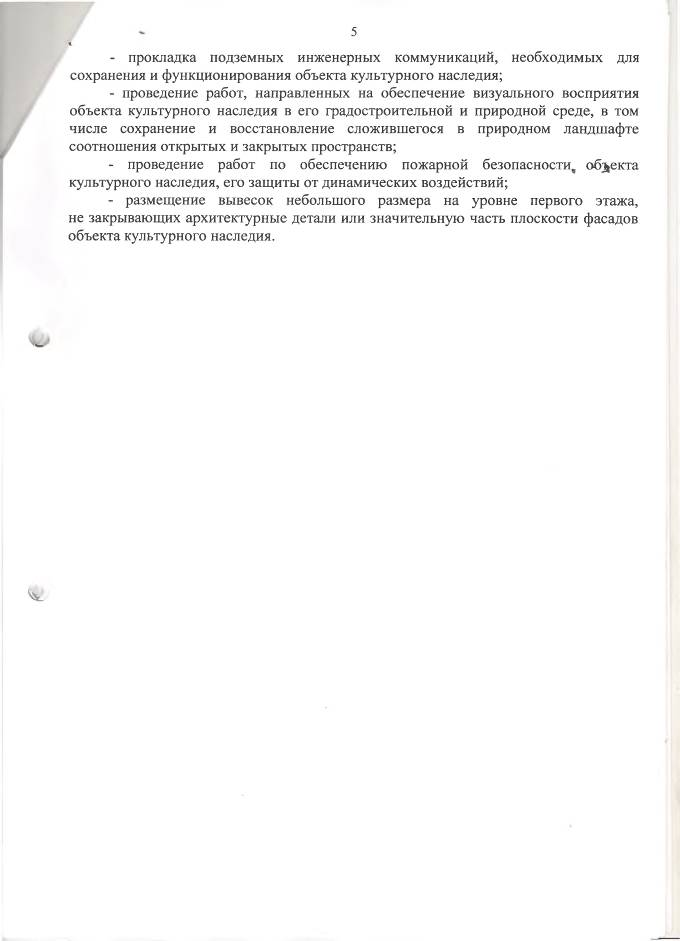 5
- прокладка подземных инженерных коммуникаций, необходимых для
сохранения и функционирования объекта культурного наследия;
- проведение работ, направленных на обеспечение визуального восприятия
объекта культурного наследия в его градостроительной и природной среде, в том
числе сохранение и восстановление сложившегося в природном ландшафте
соотношения открытых и закрытых пространств;
- проведение работ по обеспечению пожарной безопасности объекта
культурного наследия, его защиты от динамических воздействий;
- размещение вывесок небольшого размера на уровне первого этажа,
не закрывающих архитектурные детали или значительную часть плоскости фасадов
объекта культурного наследия.